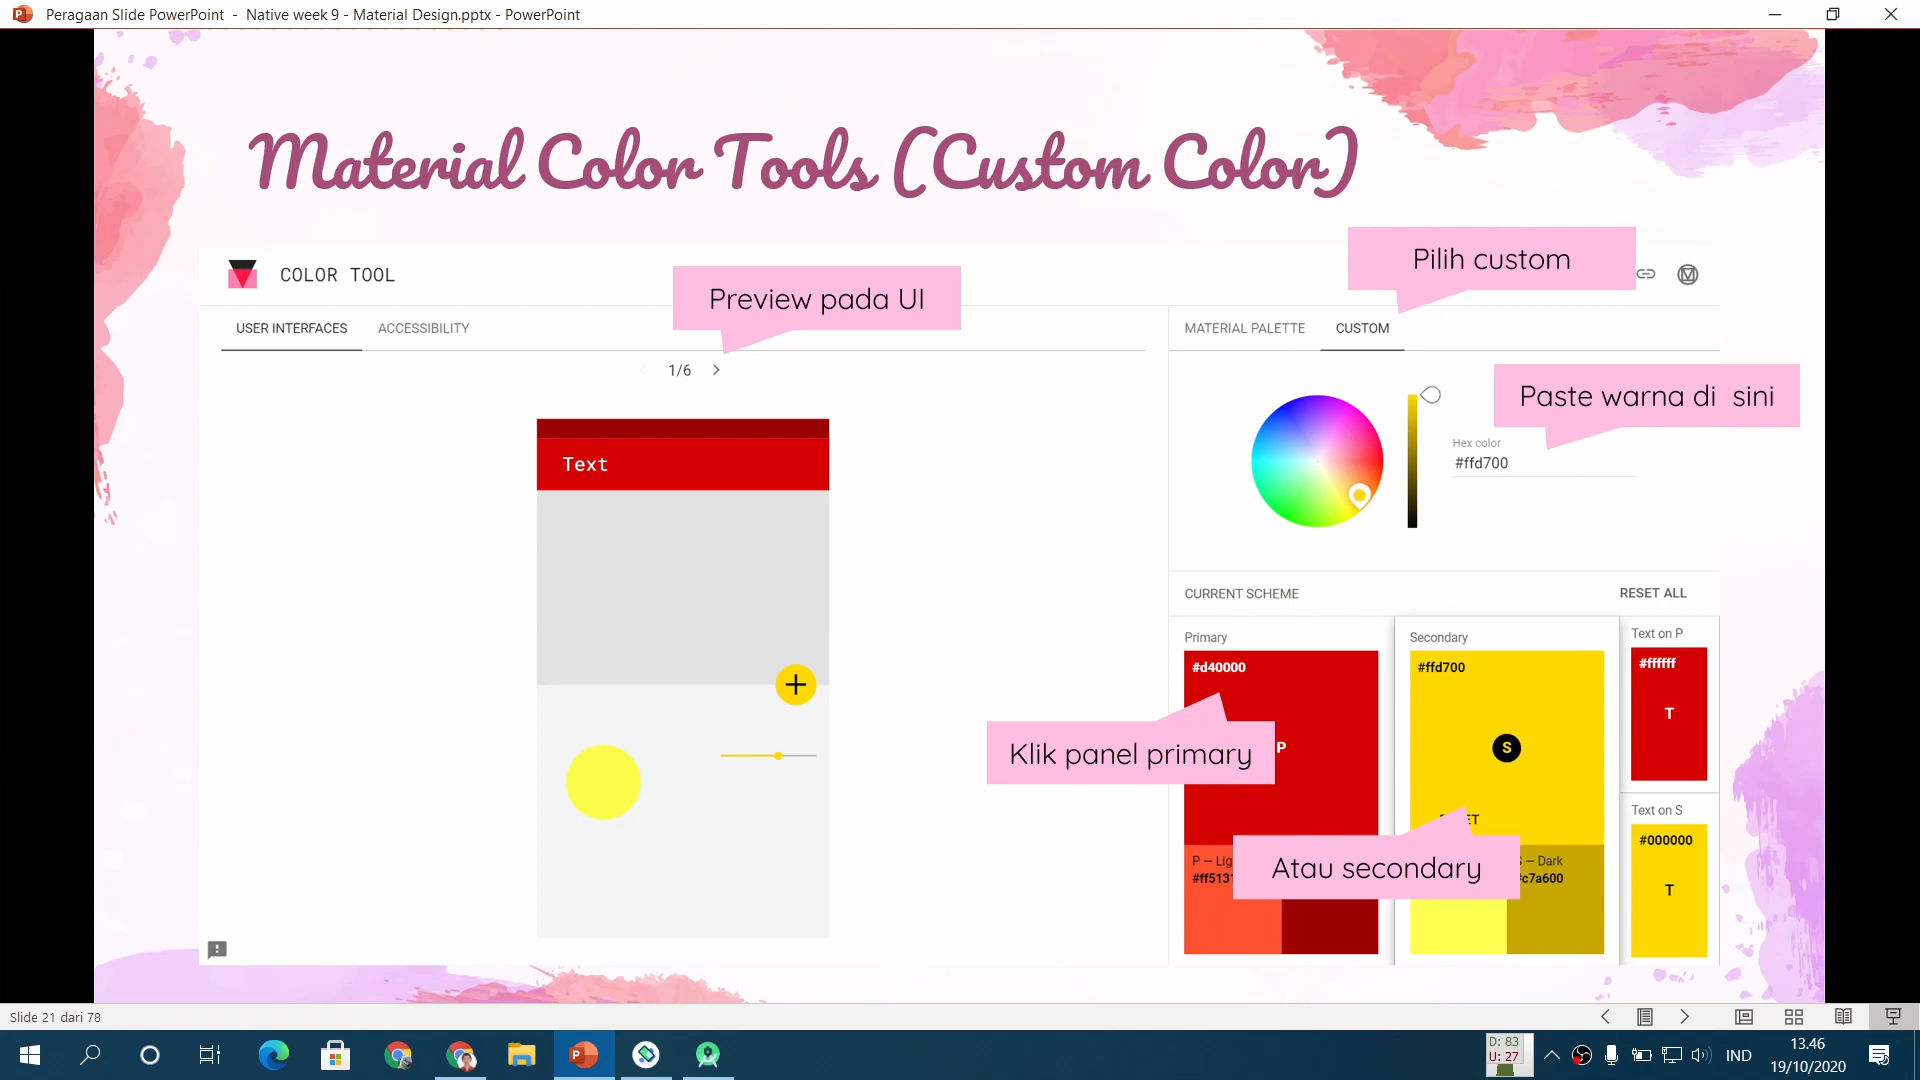 Peragaan Slide PowerPoint - Native week 9 - Material Design.pptx - PowerPoint
Material Color Tools (Custom Color)
COLOR TOOL
Preview pada UI
Pilih custom
USER INTERFACES
ACCESSIBILITY
MATERIAL PALETTE
CUSTOM
1/6
Paste warna di sini
Hex color
#ffd700
Text
CURRENT SCHEME
RESET ALL
Primary
#d40000
P
Secondary
#ffd700
S
Text on P
#ffffff
T
Klik panel primary
Atau secondary
P — Lig
#ff513
— Dark
#c7a600
Text on S
#000000
T
Slide 21 dari 78
D: 83
U: 27
IND
13.46
19/10/2020